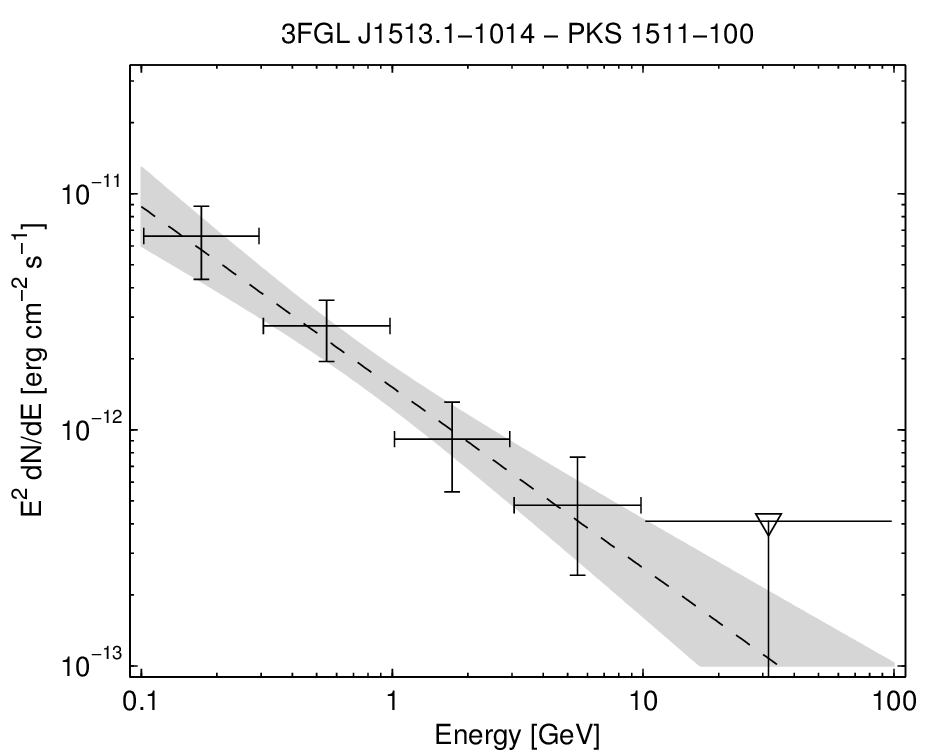 3FGL J1513.1−1014 − PKS 1511−100
E² dN/dE [erg cm⁻² s⁻¹]
10⁻¹¹
10⁻¹²
10⁻¹³
0.1 1 10 100
Energy [GeV]